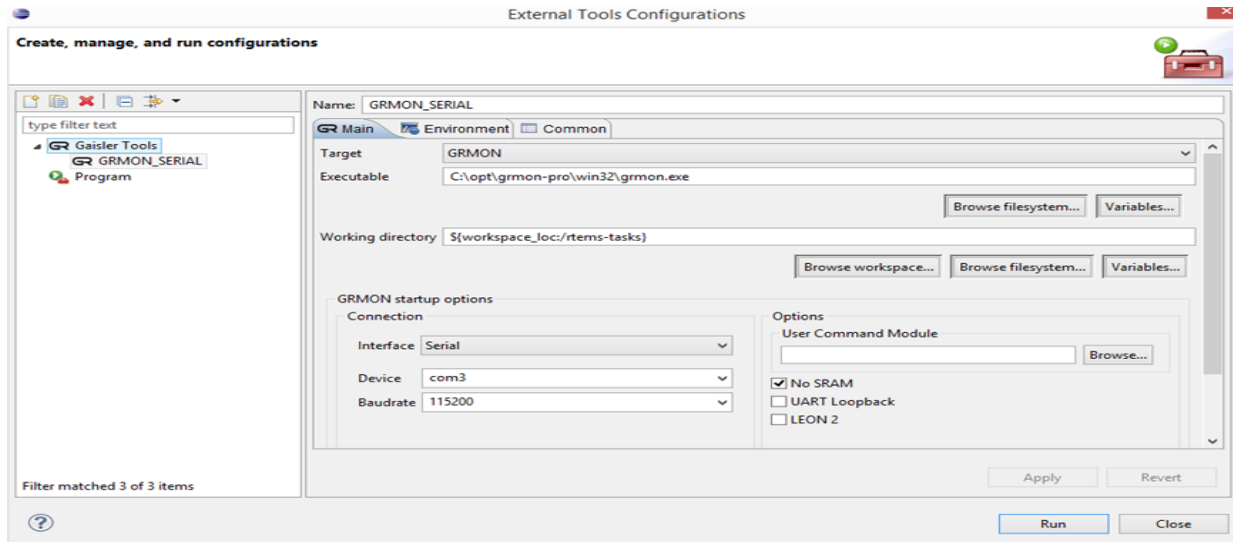 External Tools Configurations
Create, manage, and run configurations
type filter text
GR Gaisler Tools
GR GRMON_SERIAL
Program
Filter matched 3 of 3 items
Name: GRMON_SERIAL
GR Main Environment Common
Target GRMON
Executable C:\opt\grmon-pro\win32\grmon.exe
Browse filesystem... Variables...
Working directory ${workspace_loc:/rtems-tasks}
Browse workspace... Browse filesystem... Variables...
GRMON startup options
Connection
Interface Serial
Device com3
Baudrate 115200
Options
User Command Module
Browse...
No SRAM
UART Loopback
LEON 2
Apply Revert
? Run Close